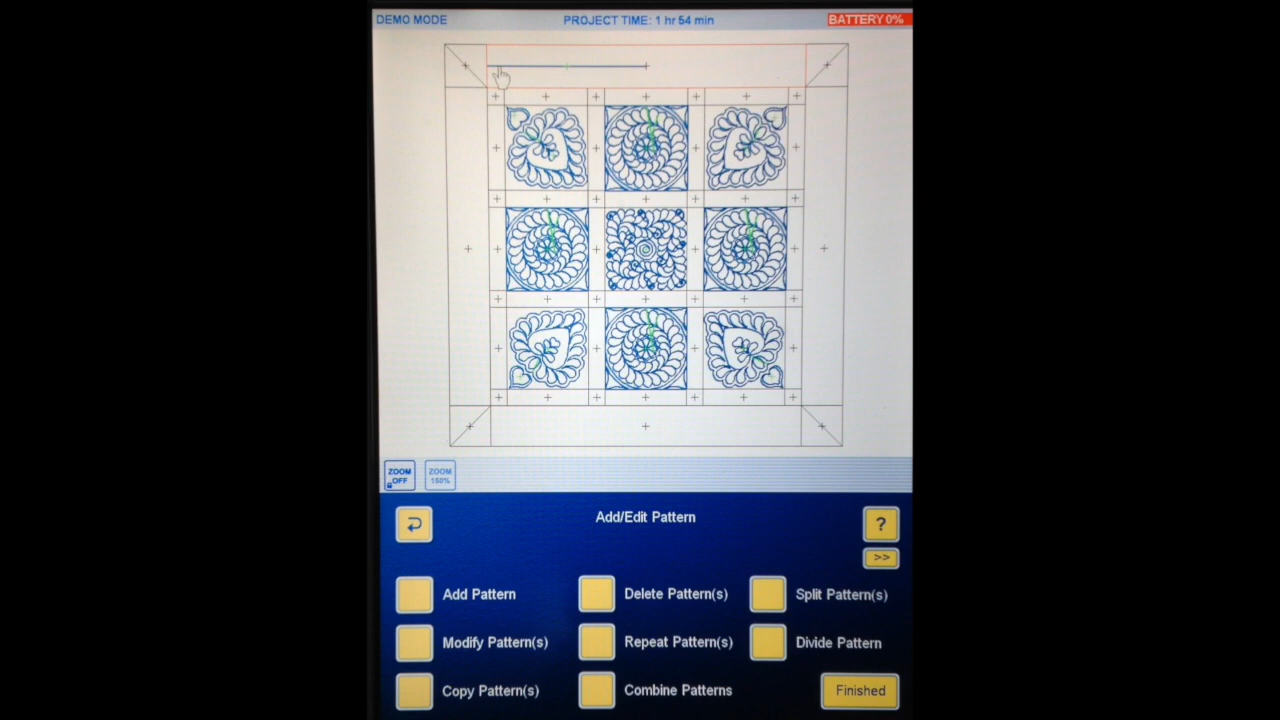 DEMO MODE PROJECT TIME: 1 hr 54 min BATTERY 0%
ZOOM OFF ZOOM 150%
Add/Edit Pattern ?
>>
Add Pattern Delete Pattern(s) Split Pattern(s)
Modify Pattern(s) Repeat Pattern(s) Divide Pattern
Copy Pattern(s) Combine Patterns Finished